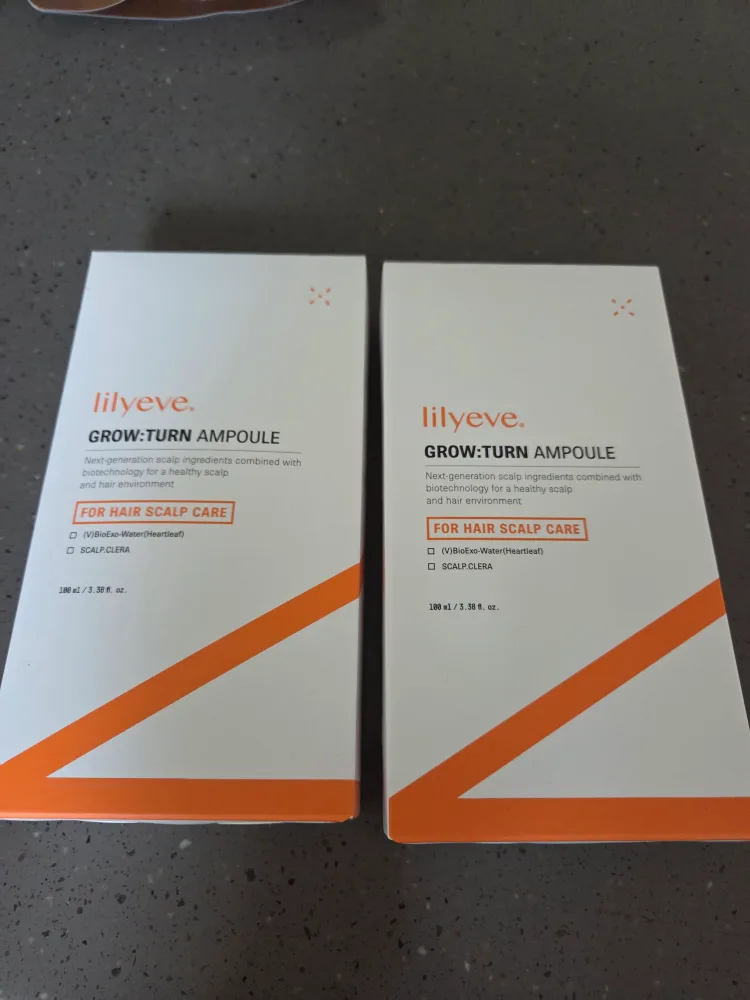 lilyeve.
GROW:TURN AMPOULE
Next-generation scalp ingredients combined with
biotechnology for a healthy scalp
and hair environment
FOR HAIR SCALP CARE
(V)BioExo-Water(Heartleaf)
SCALP.CLERA
100 ml / 3.38 fl. oz.
lilyeve.
GROW:TURN AMPOULE
Next-generation scalp ingredients combined with
biotechnology for a healthy scalp
and hair environment
FOR HAIR SCALP CARE
(V)BioExo-Water(Heartleaf)
SCALP.CLERA
100 ml / 3.38 fl. oz.